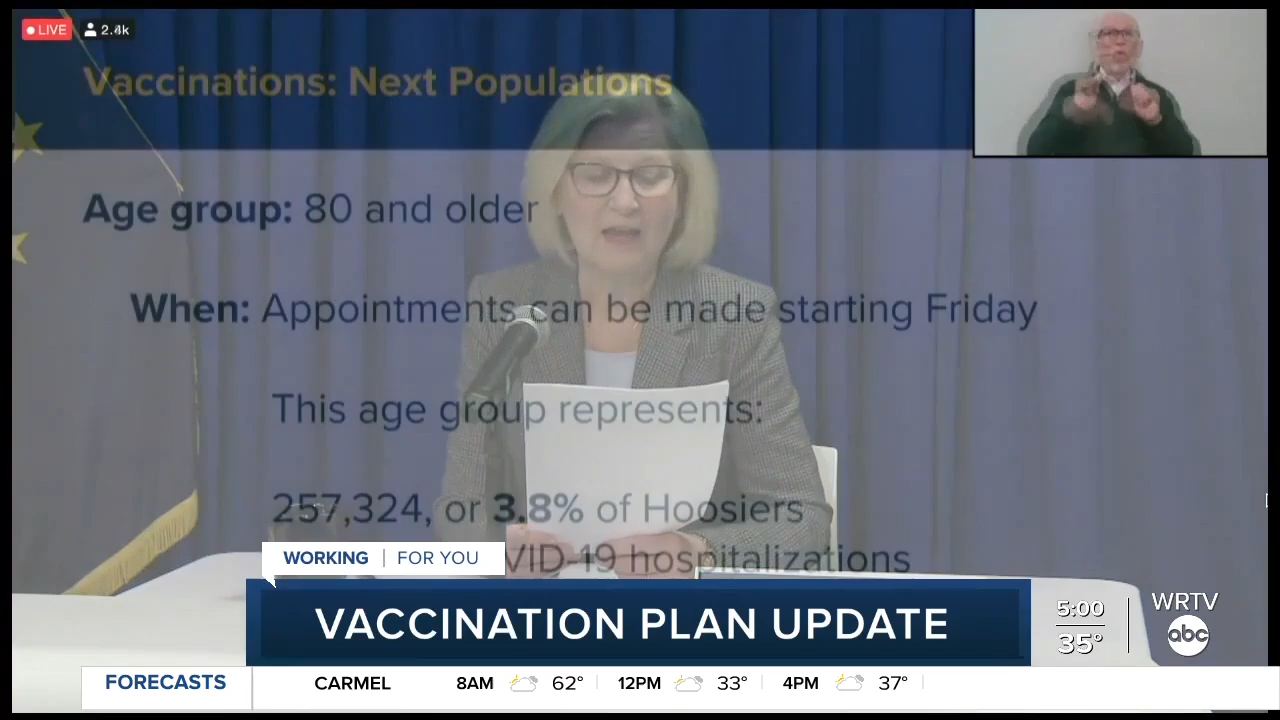 LIVE
2.4k
Vaccinations: Next Populations
Age group: 80 and older
When: Appointments can be made starting Friday
This age group represents:
257,324, or 3.8% of Hoosiers
VID-19 hospitalizations
WORKING | FOR YOU
VACCINATION PLAN UPDATE
5:00
35°
WRTV
abc
FORECASTS CARMEL 8AM 62° 12PM 33° 4PM 37°